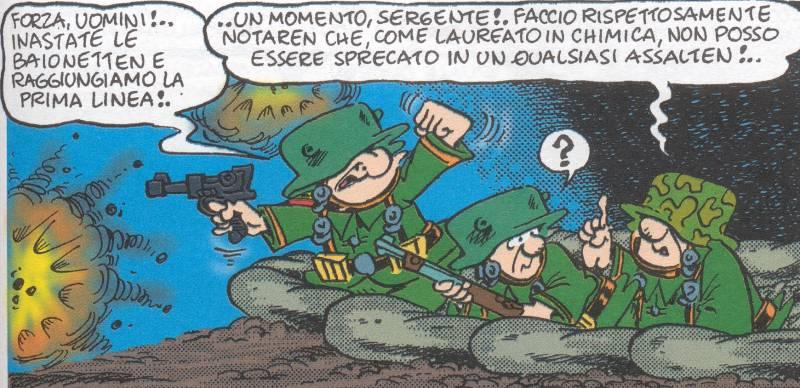 FORZA, UOMINI!..
INASTATE LE
BAIONETTEN E
RAGGIUNGIAMO LA
PRIMA LINEA!.
..UN MOMENTO, SERGENTE!. FACCIO RISPETTOSAMENTE
NOTAREN CHE, COME LAUREATO IN CHIMICA, NON POSSO
ESSERE SPRECATO IN UN QUALSIASI ASSALTEN!...
?